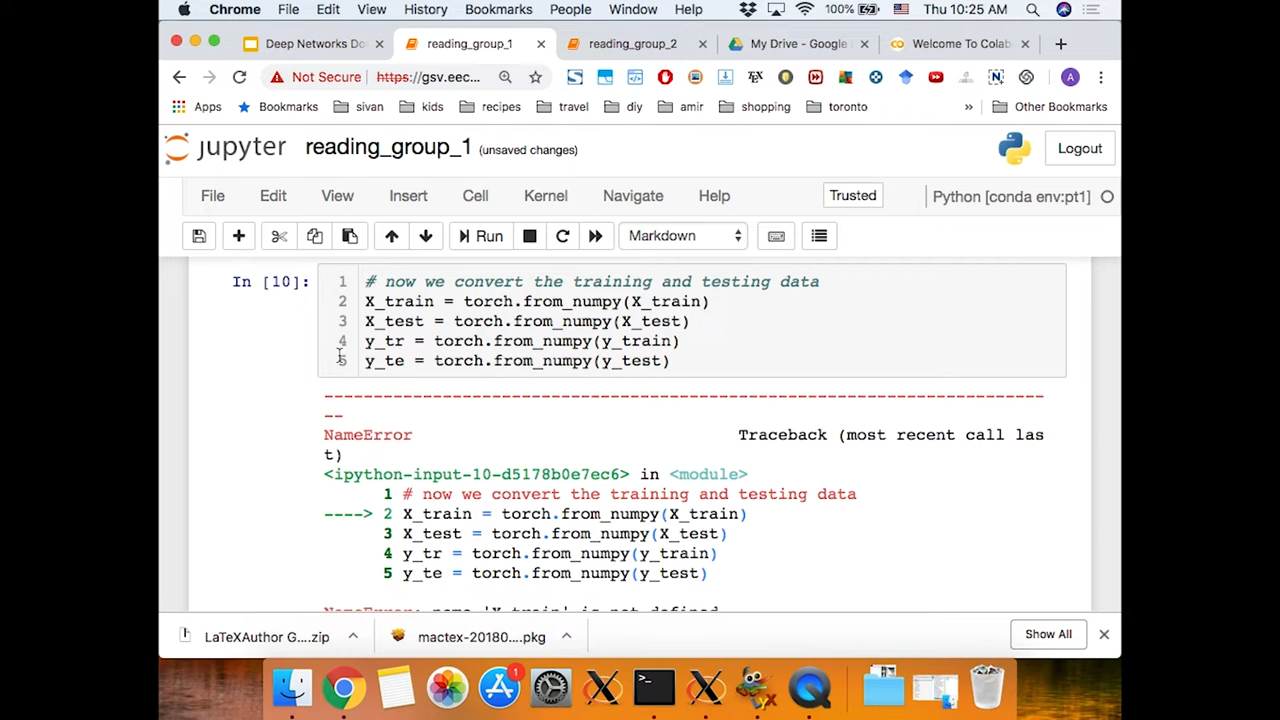 Chrome File Edit View History Bookmarks People Window Help 100% Thu 10:25 AM
Deep Networks Do reading_group_1 reading_group_2 My Drive - Google Welcome To Colab
Not Secure https://gsv.eec... A
Apps Bookmarks sivan kids recipes travel diy amir shopping toronto » Other Bookmarks
jupyter reading_group_1 (unsaved changes) Logout
File Edit View Insert Cell Kernel Navigate Help Trusted Python [conda env:pt1]
Run Markdown
In [10]: 1 # now we convert the training and testing data
2 X_train = torch.from_numpy(X_train)
3 X_test = torch.from_numpy(X_test)
4 y_tr = torch.from_numpy(y_train)
5 y_te = torch.from_numpy(y_test)
NameError Traceback (most recent call las
t)
<ipython-input-10-d5178b0e7ec6> in <module>
1 # now we convert the training and testing data
----> 2 X_train = torch.from_numpy(X_train)
3 X_test = torch.from_numpy(X_test)
4 y_tr = torch.from_numpy(y_train)
5 y_te = torch.from_numpy(y_test)
NameError: name 'X_train' is not defined
LaTeXAuthor G....zip mactex-20180....pkg Show All
1